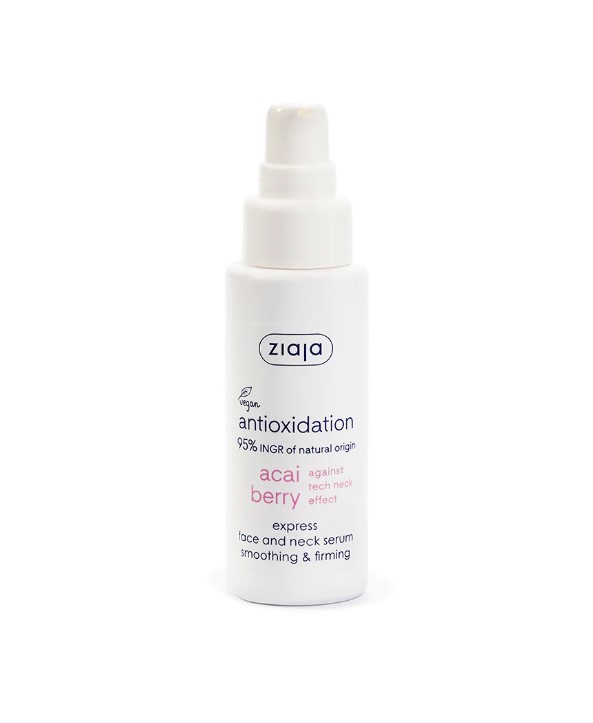 ziaja
vegan
antioxidation
95% INGR of natural origin
acai berry
against
tech neck
effect
express
face and neck serum
smoothing & firming